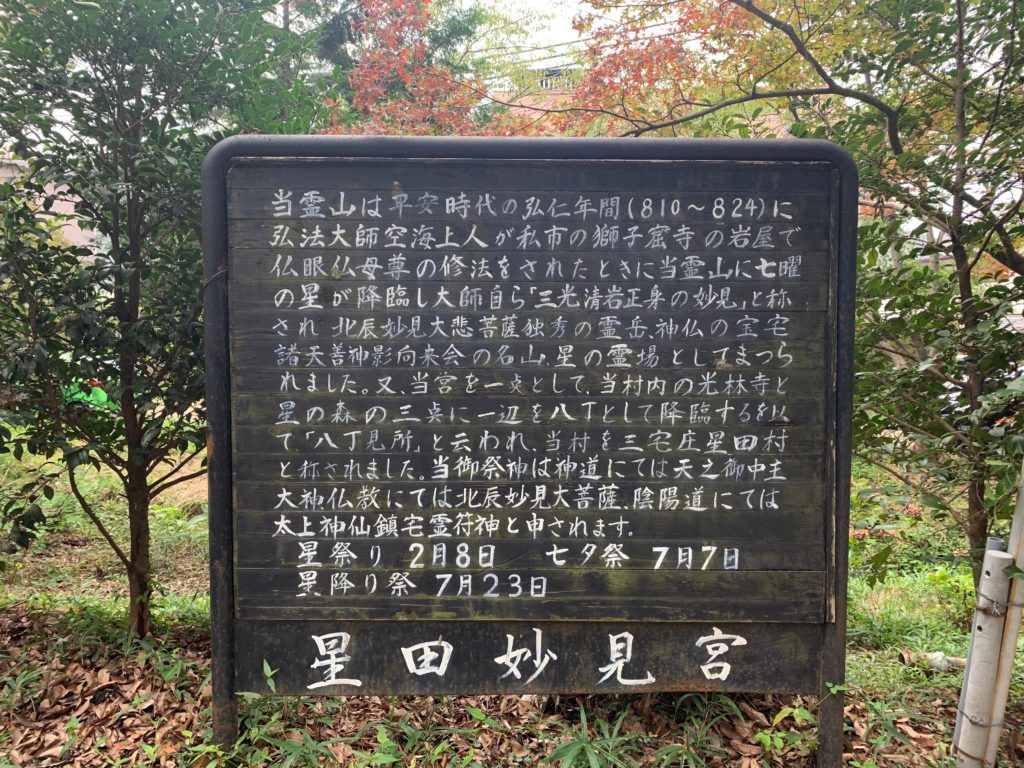 当霊山は平安時代の弘仁年間(810～824)に
弘法大師空海上人が私市の獅子窟寺の岩屋で
仏眼仏母尊の修法をされたときに当霊山に七曜
の星が降臨し大師自ら「三光清岩正身の妙見」と称
され 北辰妙見大悲菩薩独秀の霊岳、神仏の宝宅
諸天善神影向来会の名山、星の霊場としてまつら
れました。又、当宮を一点として、当村内の光林寺と
星の森の三点に一辺を八丁として降臨するを以
て、「八丁見所」と云われ、当村を三宅庄星田村
と称されました。当御祭神は神道にては天之御中主
大神仏教にては北辰妙見大菩薩、陰陽道にては
太上神仙鎮宅霊符神と申されます。
星祭り 2月8日 七夕祭 7月7日
星降り祭 7月23日
星田妙見宮